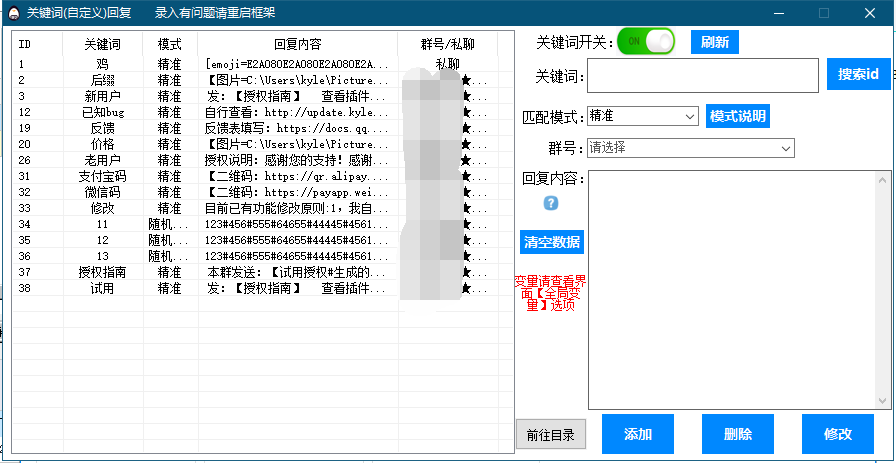 关键词(自定义)回复 录入有问题请重启框架
ID 关键词 模式 回复内容 群号/私聊
1 鸡 精准 [emoji=E2A080E2A080E2A080E2A... 私聊
2 后缀 精准 【图片=C:\Users\kyle\Picture... ★...
3 新用户 精准 发:【授权指南】 查看插件... ★...
12 已知bug 精准 自行查看: http://update.kyle... ★...
19 反馈 精准 反馈表填写: https://docs.qq.... ★...
20 价格 精准 【图片=C:\Users\kyle\Picture... ★...
26 老用户 精准 授权说明: 感谢您的支持! 感谢... ★...
31 支付宝码 精准 【二维码: https://qr.alipay.... ★...
32 微信码 精准 【二维码: https://payapp.wei... ★...
33 修改 精准 目前已有功能修改原则:1, 我自... ★...
34 11 随机... 123#456#555#64655#44445#4561... ★...
35 12 随机... 123#456#555#64655#44445#4561... ★...
36 13 随机... 123#456#555#64655#44445#4561... ★...
37 授权指南 精准 本群发送:【试用授权#生成的... ★...
38 试用 精准 发:【授权指南】 查看插件... ★...
关键词开关: ON 刷新
关键词: 搜索id
匹配模式: 精准 模式说明
群号: 请选择
回复内容:
?
清空数据
变量请查看界
面【全局变
量】选项
前往目录 添加 删除 修改